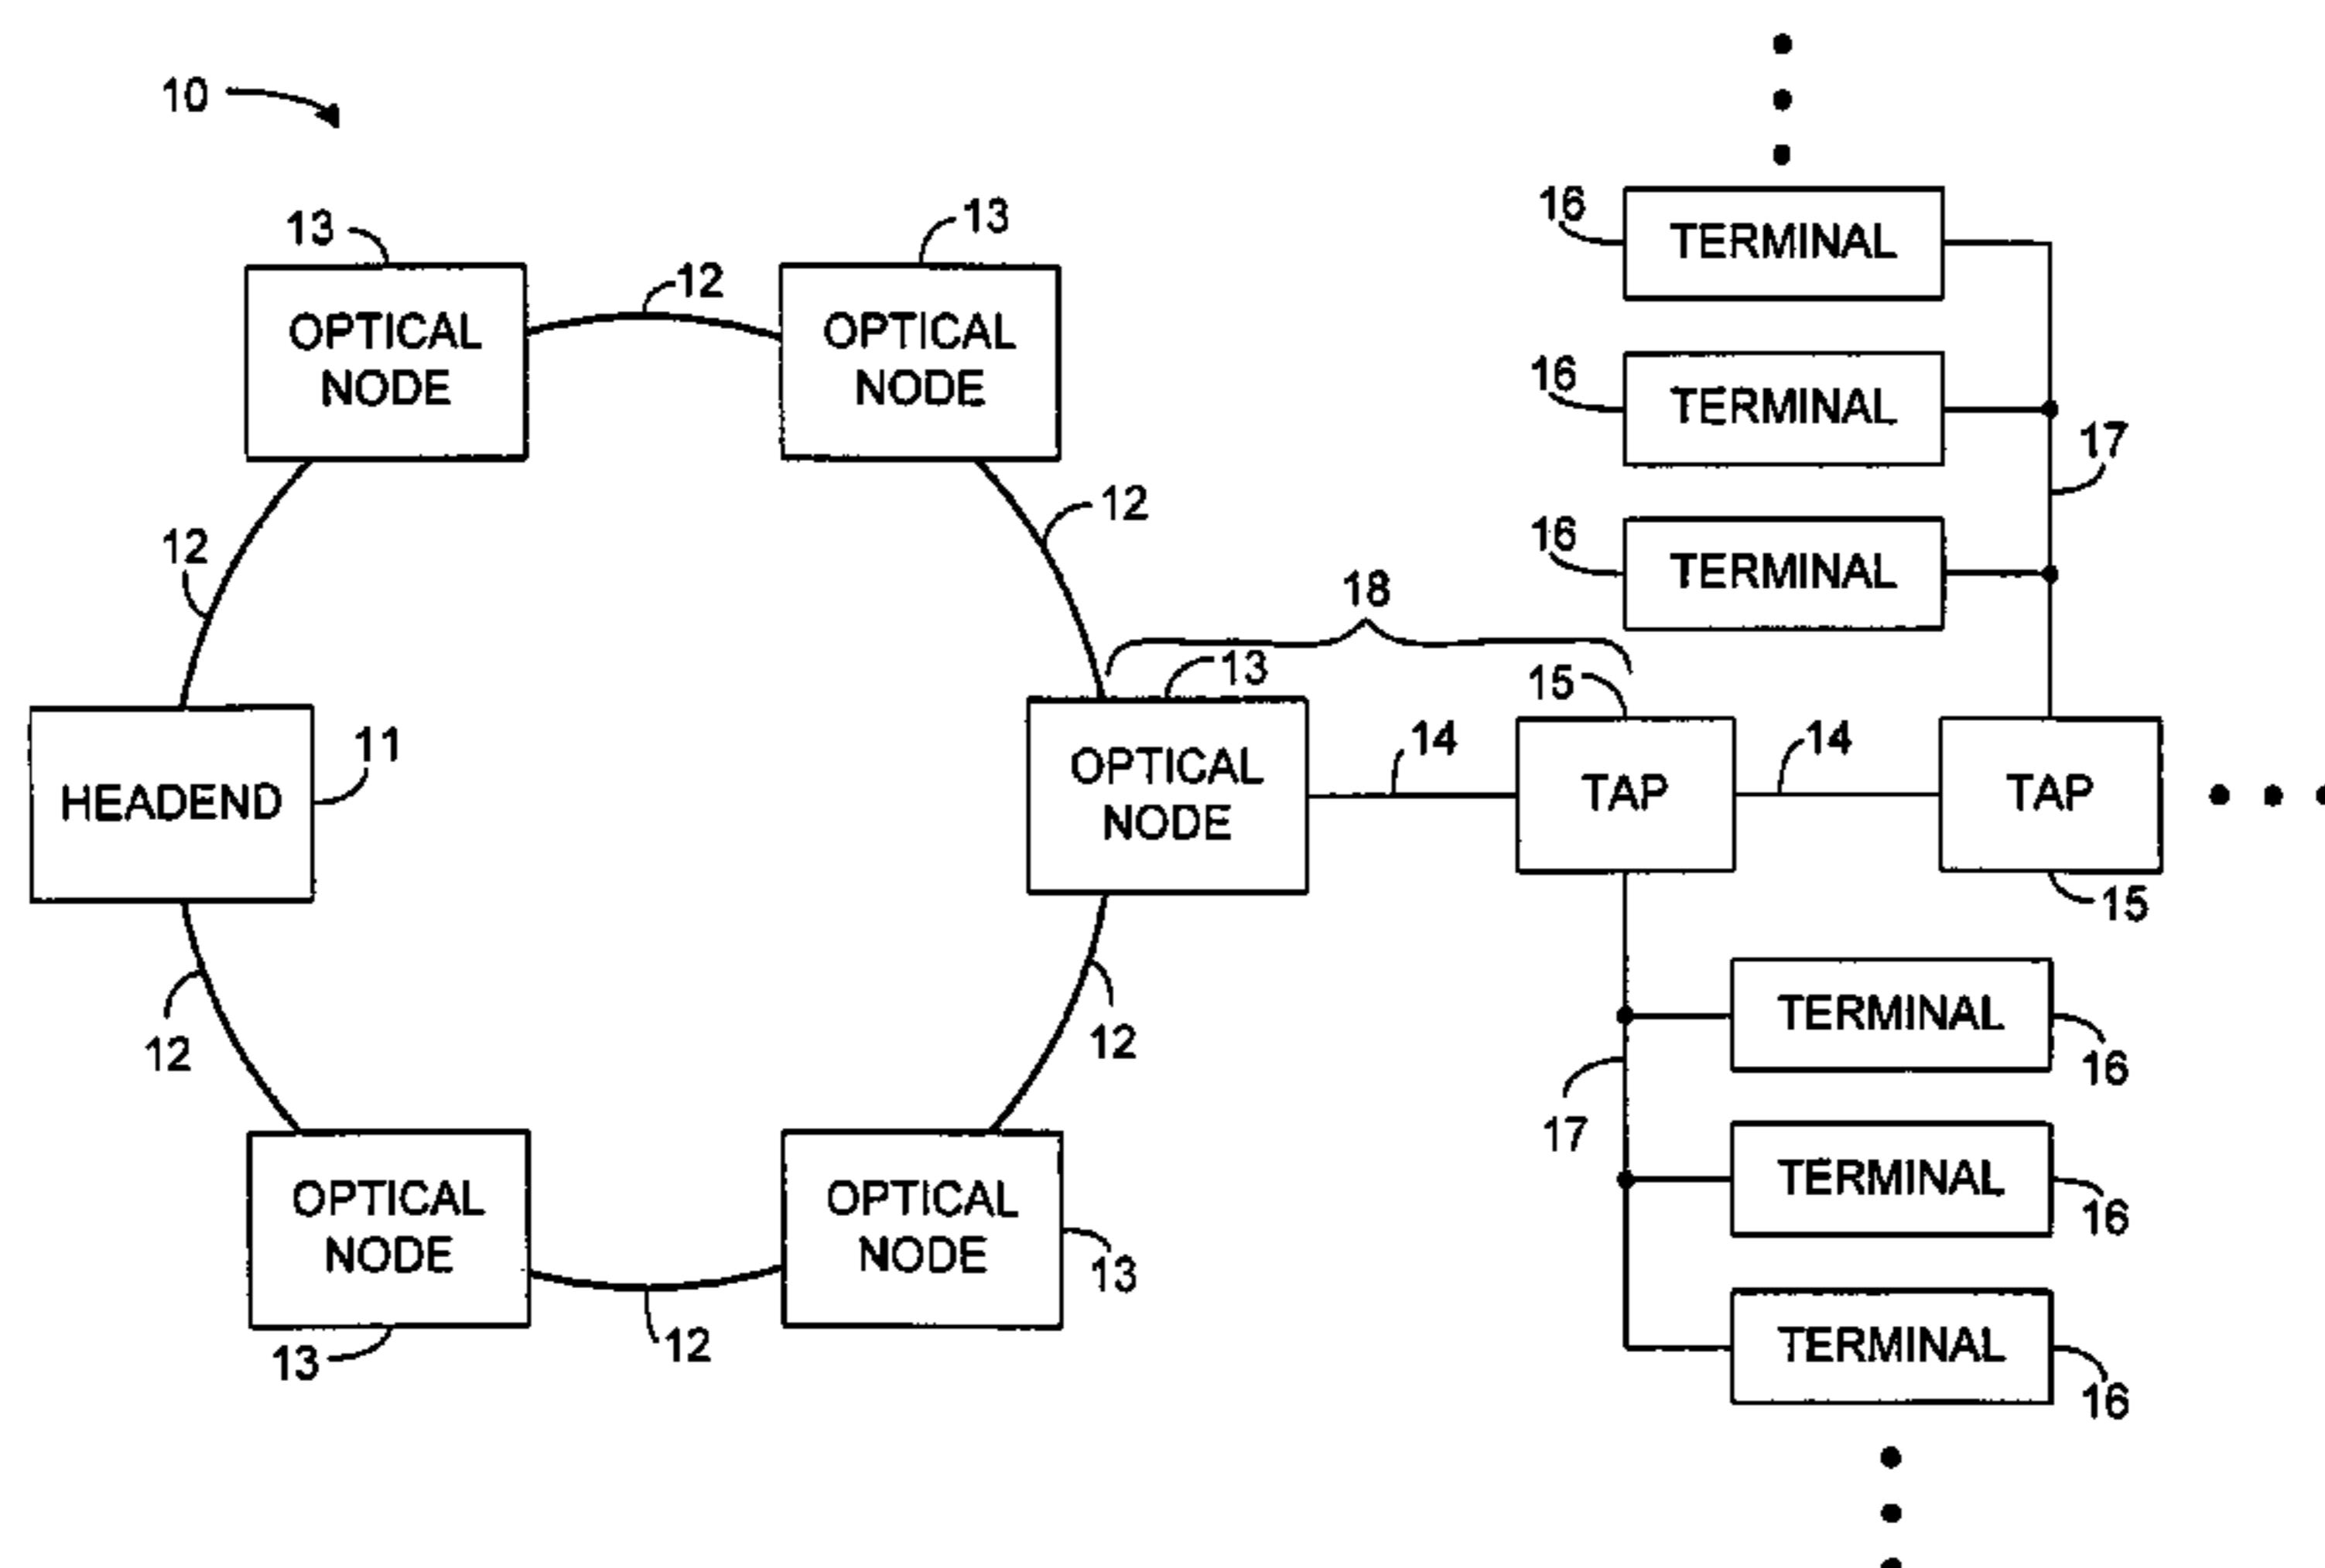 10
13
13
12
OPTICAL
NODE
OPTICAL
NODE
12
12
HEADEND
11
12
OPTICAL
NODE
13
12
OPTICAL
NODE
13
12
OPTICAL
NODE
13
18
14
15
TAP
14
TAP
15
16
TERMINAL
16
TERMINAL
17
16
TERMINAL
17
TERMINAL
16
TERMINAL
16
TERMINAL
16
12